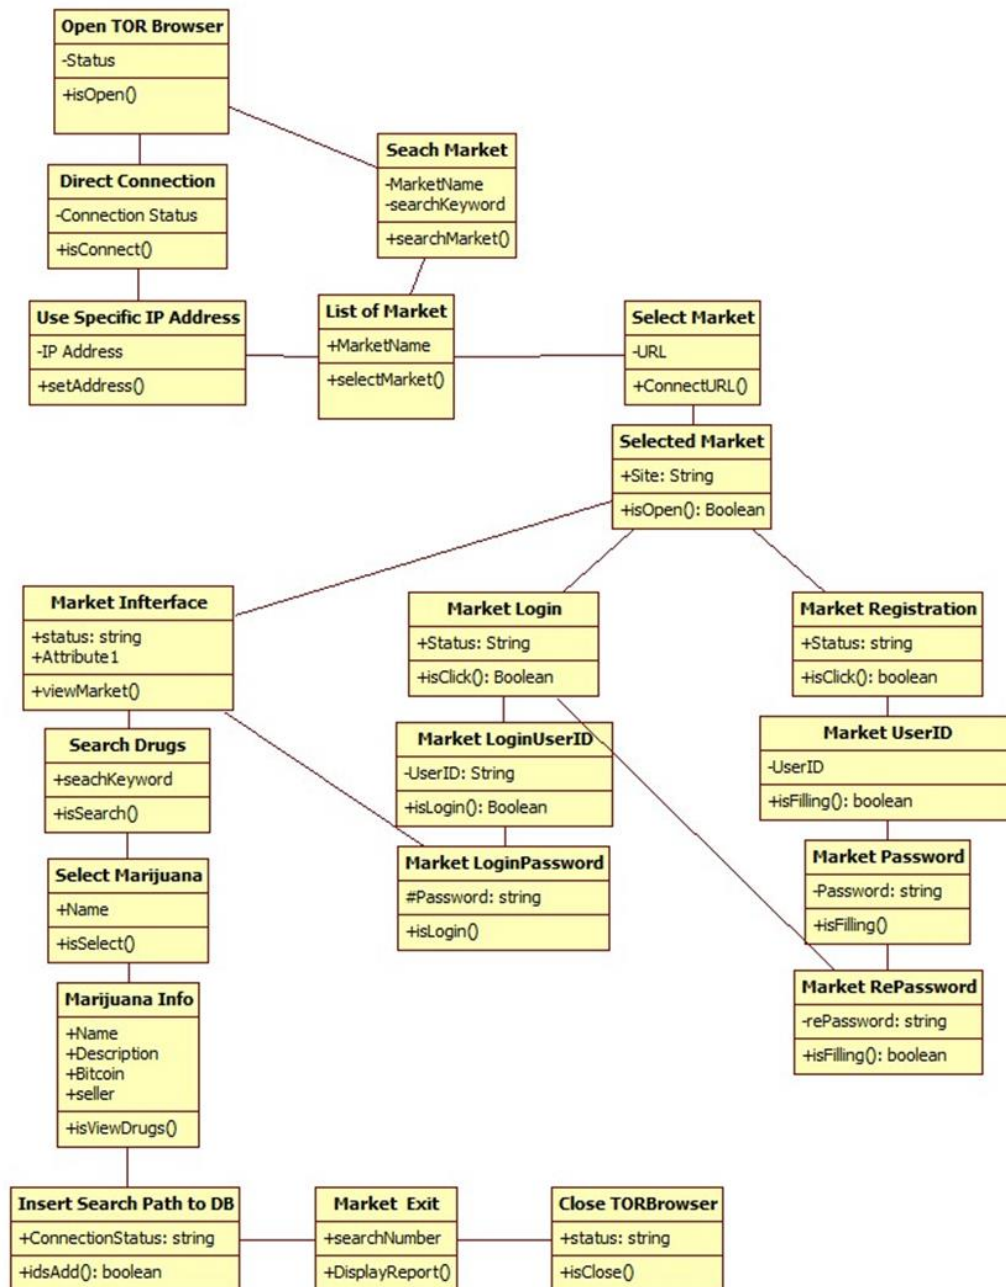 Open TOR Browser
-Status
+isOpen()
Seach Market
-MarketName
-searchKeyword
+searchMarket()
Direct Connection
-Connection Status
+isConnect()
Use Specific IP Address
-IP Address
+setAddress()
List of Market
+MarketName
+selectMarket()
Select Market
-URL
+ConnectURL()
Selected Market
+Site: String
+isOpen(): Boolean
Market Infterface
+status: string
+Attribute1
+viewMarket()
Market Login
+Status: String
+isClick(): Boolean
Market Registration
+Status: string
+isClick(): boolean
Search Drugs
+seachKeyword
+isSearch()
Market LoginUserID
-UserID: String
+isLogin(): Boolean
Market UserID
-UserID
+isFilling(): boolean
Select Marijuana
+Name
+isSelect()
Market LoginPassword
#Password: string
+isLogin()
Market Password
-Password: string
+isFilling()
Marijuana Info
+Name
+Description
+Bitcoin
+seller
+isViewDrugs()
Market RePassword
-rePassword: string
+isFilling(): boolean
Insert Search Path to DB
+ConnectionStatus: string
+idsAdd(): boolean
Market Exit
+searchNumber
+DisplayReport()
Close TORBrowser
+status: string
+isClose()